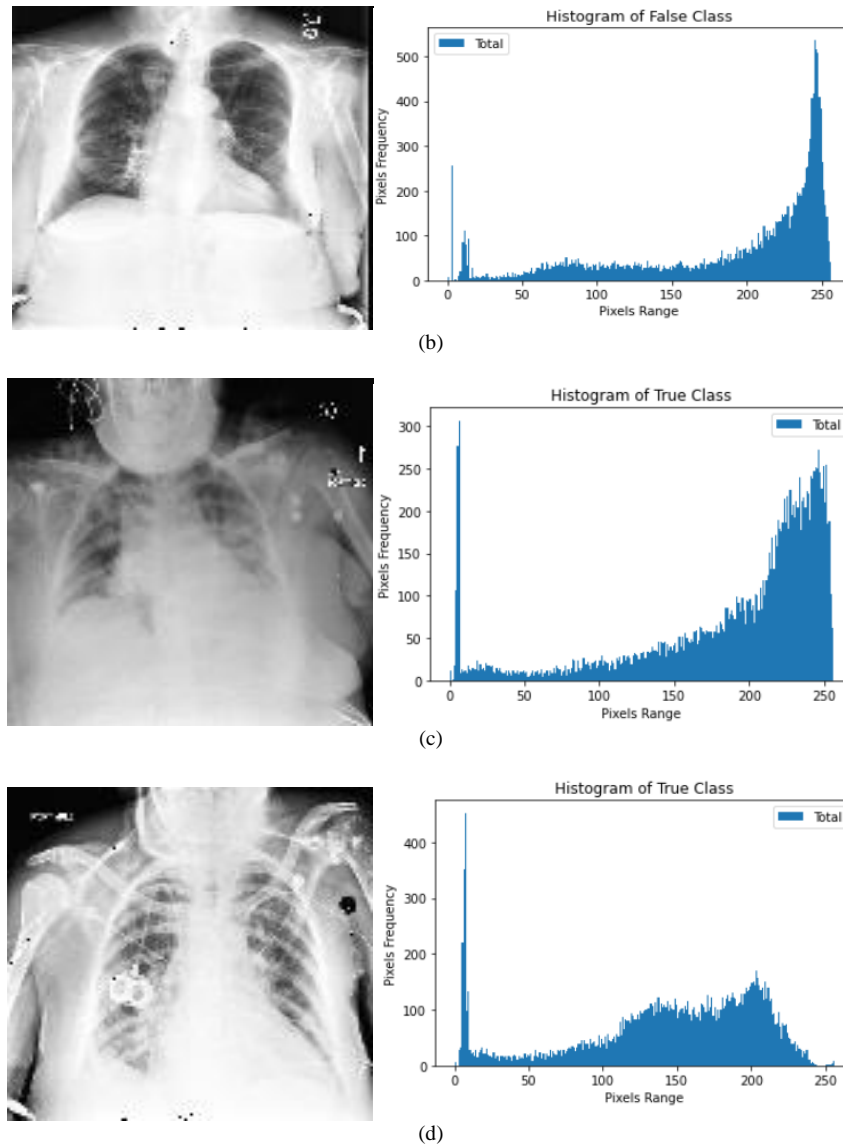 Histogram of False Class
Total
500
400
300
200
100
0
Pixels Frequency
0 50 100 150 200 250
Pixels Range
(b)
Histogram of True Class
Total
300
250
200
150
100
50
0
Pixels Frequency
0 50 100 150 200 250
Pixels Range
(c)
Histogram of True Class
Total
400
300
200
100
0
Pixels Frequency
0 50 100 150 200 250
Pixels Range
(d)